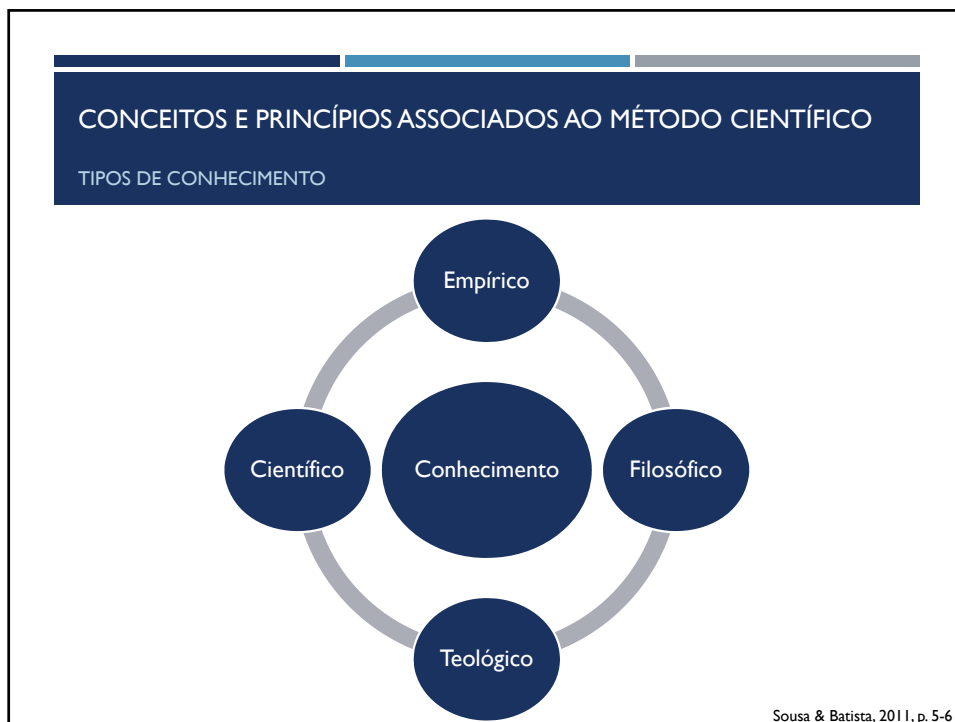 CONCEITOS E PRINCÍPIOS ASSOCIADOS AO MÉTODO CIENTÍFICO
TIPOS DE CONHECIMENTO
Empírico
Científico
Conhecimento
Filosófico
Teológico
Sousa & Batista, 2011, p. 5-6